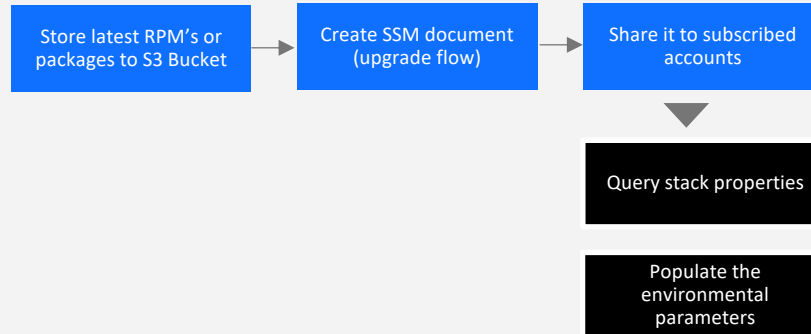 Store latest RPM's or
packages to S3 Bucket
Create SSM document
(upgrade flow)
Share it to subscribed
accounts
Query stack properties
Populate the
environmental
parameters